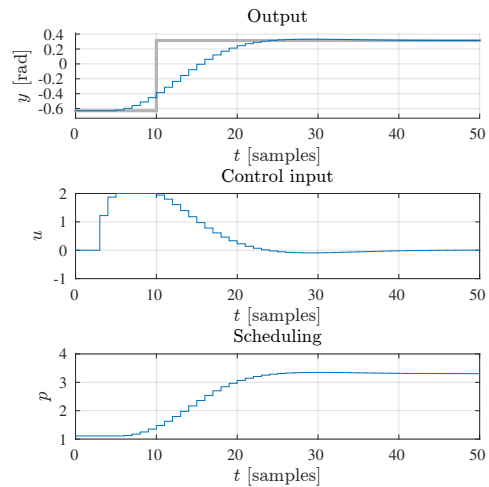 Output
0.4
0.2
0
-0.2
-0.4
-0.6
y [rad]
0 10 20 30 40 50
t [samples]
Control input
2
1
0
-1
u
0 10 20 30 40 50
t [samples]
Scheduling
4
3
2
1
p
0 10 20 30 40 50
t [samples]